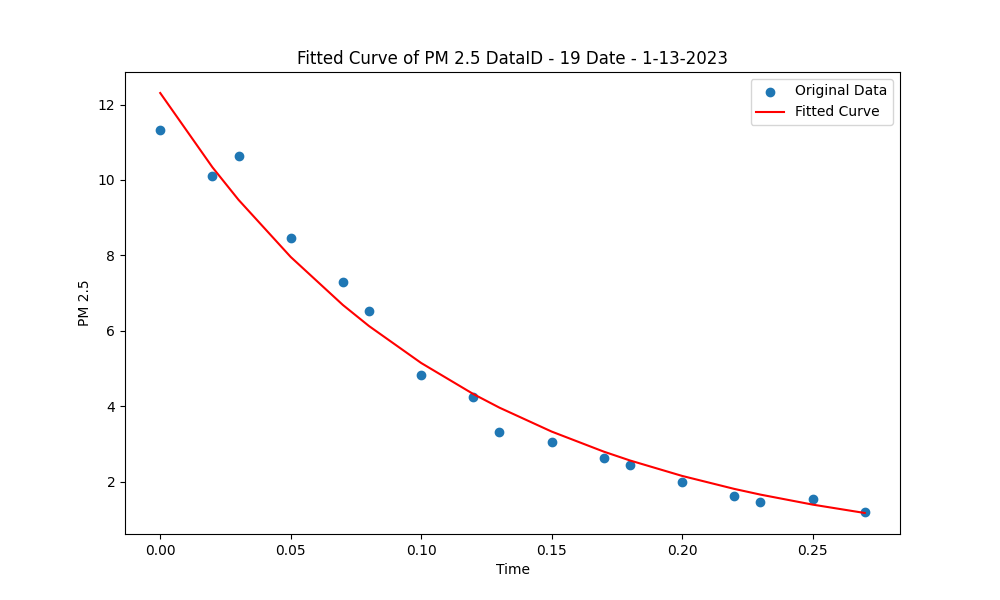 Fitted Curve of PM 2.5 DataID - 19 Date - 1-13-2023
Original Data
Fitted Curve
12
10
8
6
4
2
PM 2.5
0.00 0.05 0.10 0.15 0.20 0.25
Time